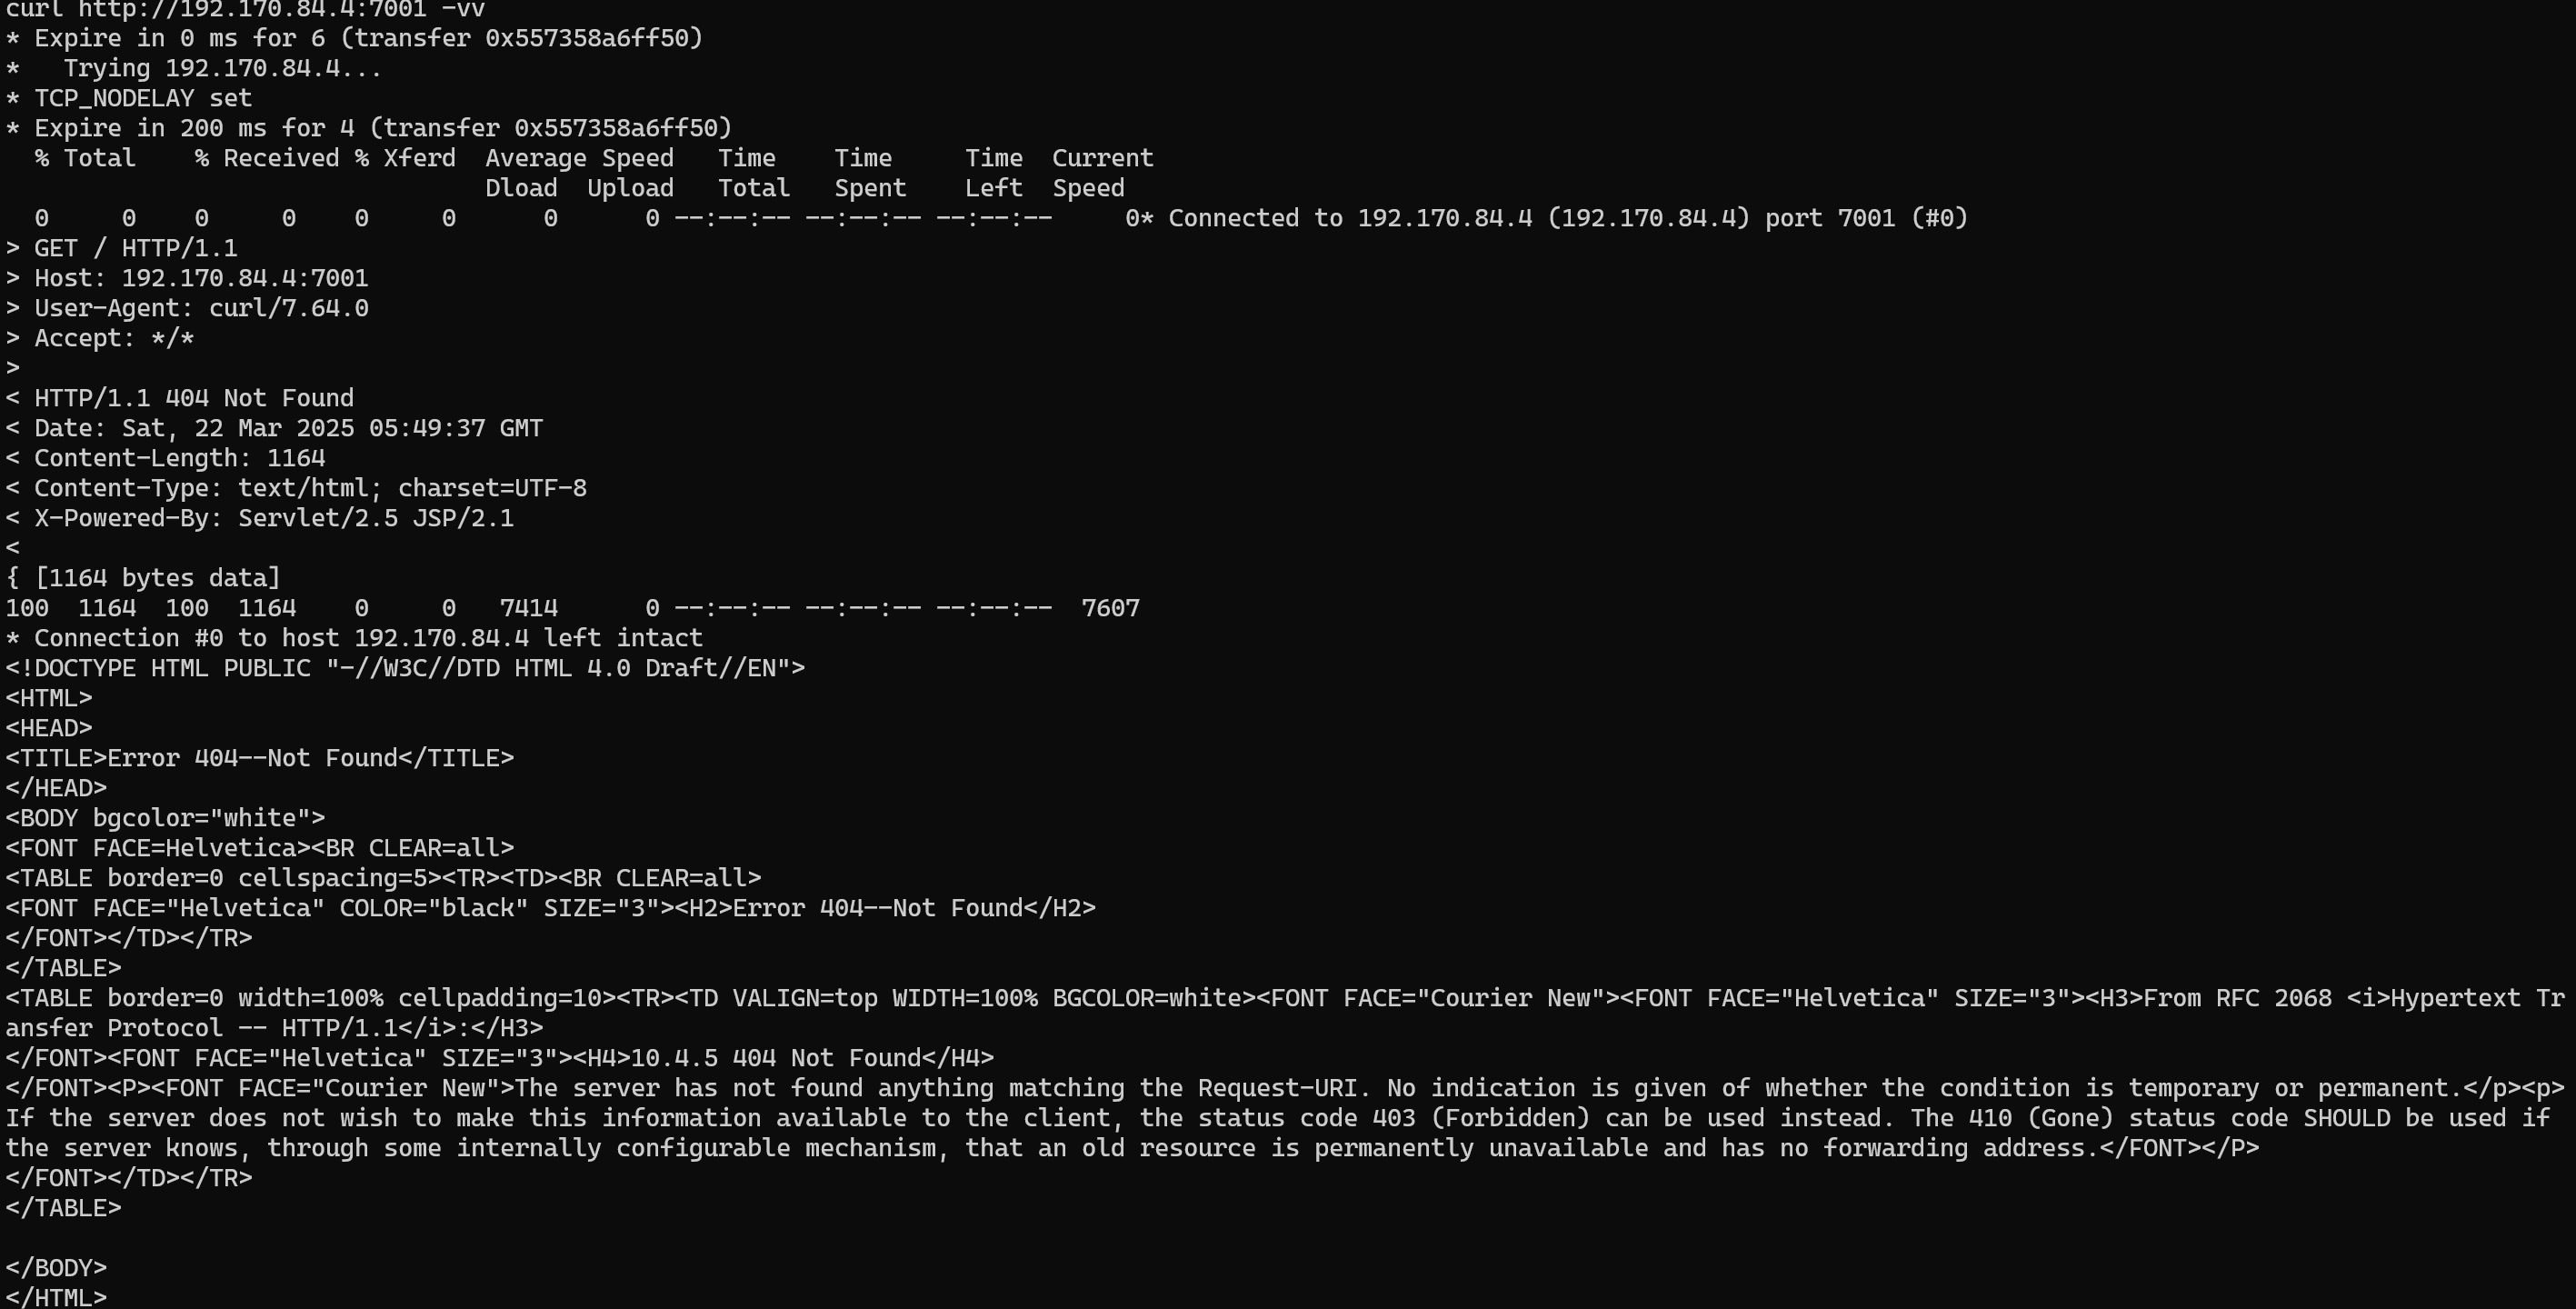 curl http://192.170.84.4:7001 -vv
* Expire in 0 ms for 6 (transfer 0x557358a6ff50)
*   Trying 192.170.84.4...
* TCP_NODELAY set
* Expire in 200 ms for 4 (transfer 0x557358a6ff50)
  % Total    % Received % Xferd  Average Speed   Time    Time     Time  Current
                                 Dload  Upload   Total   Spent    Left  Speed
  0     0    0     0    0     0      0      0 --:--:-- --:--:-- --:--:--     0* Connected to 192.170.84.4 (192.170.84.4) port 7001 (#0)
> GET / HTTP/1.1
> Host: 192.170.84.4:7001
> User-Agent: curl/7.64.0
> Accept: */*
>
< HTTP/1.1 404 Not Found
< Date: Sat, 22 Mar 2025 05:49:37 GMT
< Content-Length: 1164
< Content-Type: text/html; charset=UTF-8
< X-Powered-By: Servlet/2.5 JSP/2.1
<
{ [1164 bytes data]
100  1164  100  1164    0     0   7414      0 --:--:-- --:--:-- --:--:--  7607
* Connection #0 to host 192.170.84.4 left intact
<!DOCTYPE HTML PUBLIC "-//W3C//DTD HTML 4.0 Draft//EN">
<HTML>
<HEAD>
<TITLE>Error 404--Not Found</TITLE>
</HEAD>
<BODY bgcolor="white">
<FONT FACE=Helvetica><BR CLEAR=all>
<TABLE border=0 cellspacing=5><TR><TD><BR CLEAR=all>
<FONT FACE="Helvetica" COLOR="black" SIZE="3"><H2>Error 404--Not Found</H2>
</FONT></TD></TR>
</TABLE>
<TABLE border=0 width=100% cellpadding=10><TR><TD VALIGN=top WIDTH=100% BGCOLOR=white><FONT FACE="Courier New"><FONT FACE="Helvetica" SIZE="3"><H3>From RFC 2068 <i>Hypertext Tr
ansfer Protocol -- HTTP/1.1</i>:</H3>
</FONT><FONT FACE="Helvetica" SIZE="3"><H4>10.4.5 404 Not Found</H4>
</FONT><P><FONT FACE="Courier New">The server has not found anything matching the Request-URI. No indication is given of whether the condition is temporary or permanent.</p><p>
If the server does not wish to make this information available to the client, the status code 403 (Forbidden) can be used instead. The 410 (Gone) status code SHOULD be used if
the server knows, through some internally configurable mechanism, that an old resource is permanently unavailable and has no forwarding address.</FONT></P>
</FONT></TD></TR>
</TABLE>

</BODY>
</HTML>